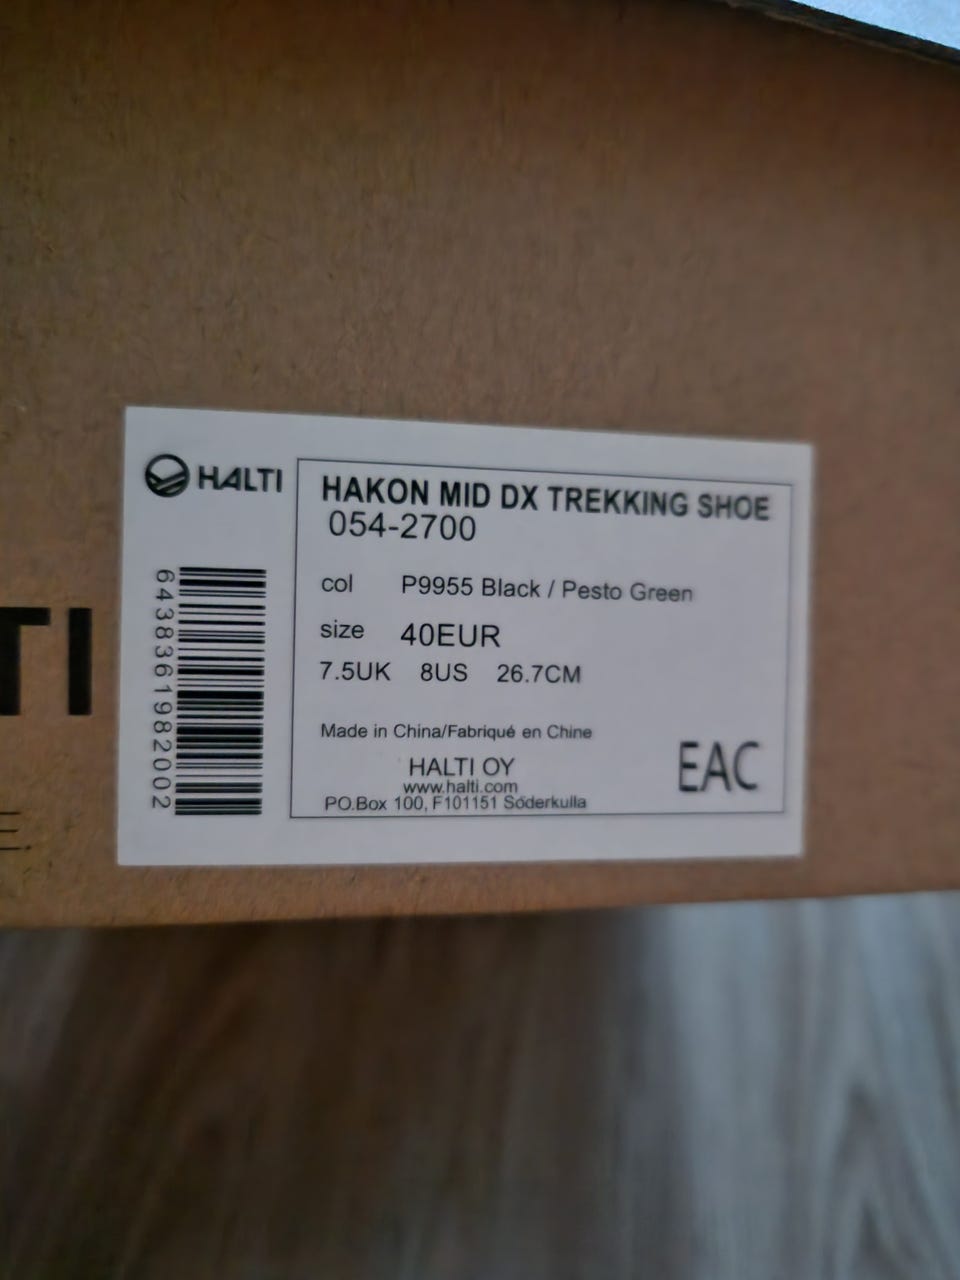 HALTI
HAKON MID DX TREKKING SHOE
054-2700
col P9955 Black / Pesto Green
size 40EUR
7.5UK 8US 26.7CM
Made in China/Fabriqué en Chine
HALTI OY
www.halti.com
PO.Box 100, F101151 Söderkulla
EAC
6438361982002
TI
E.